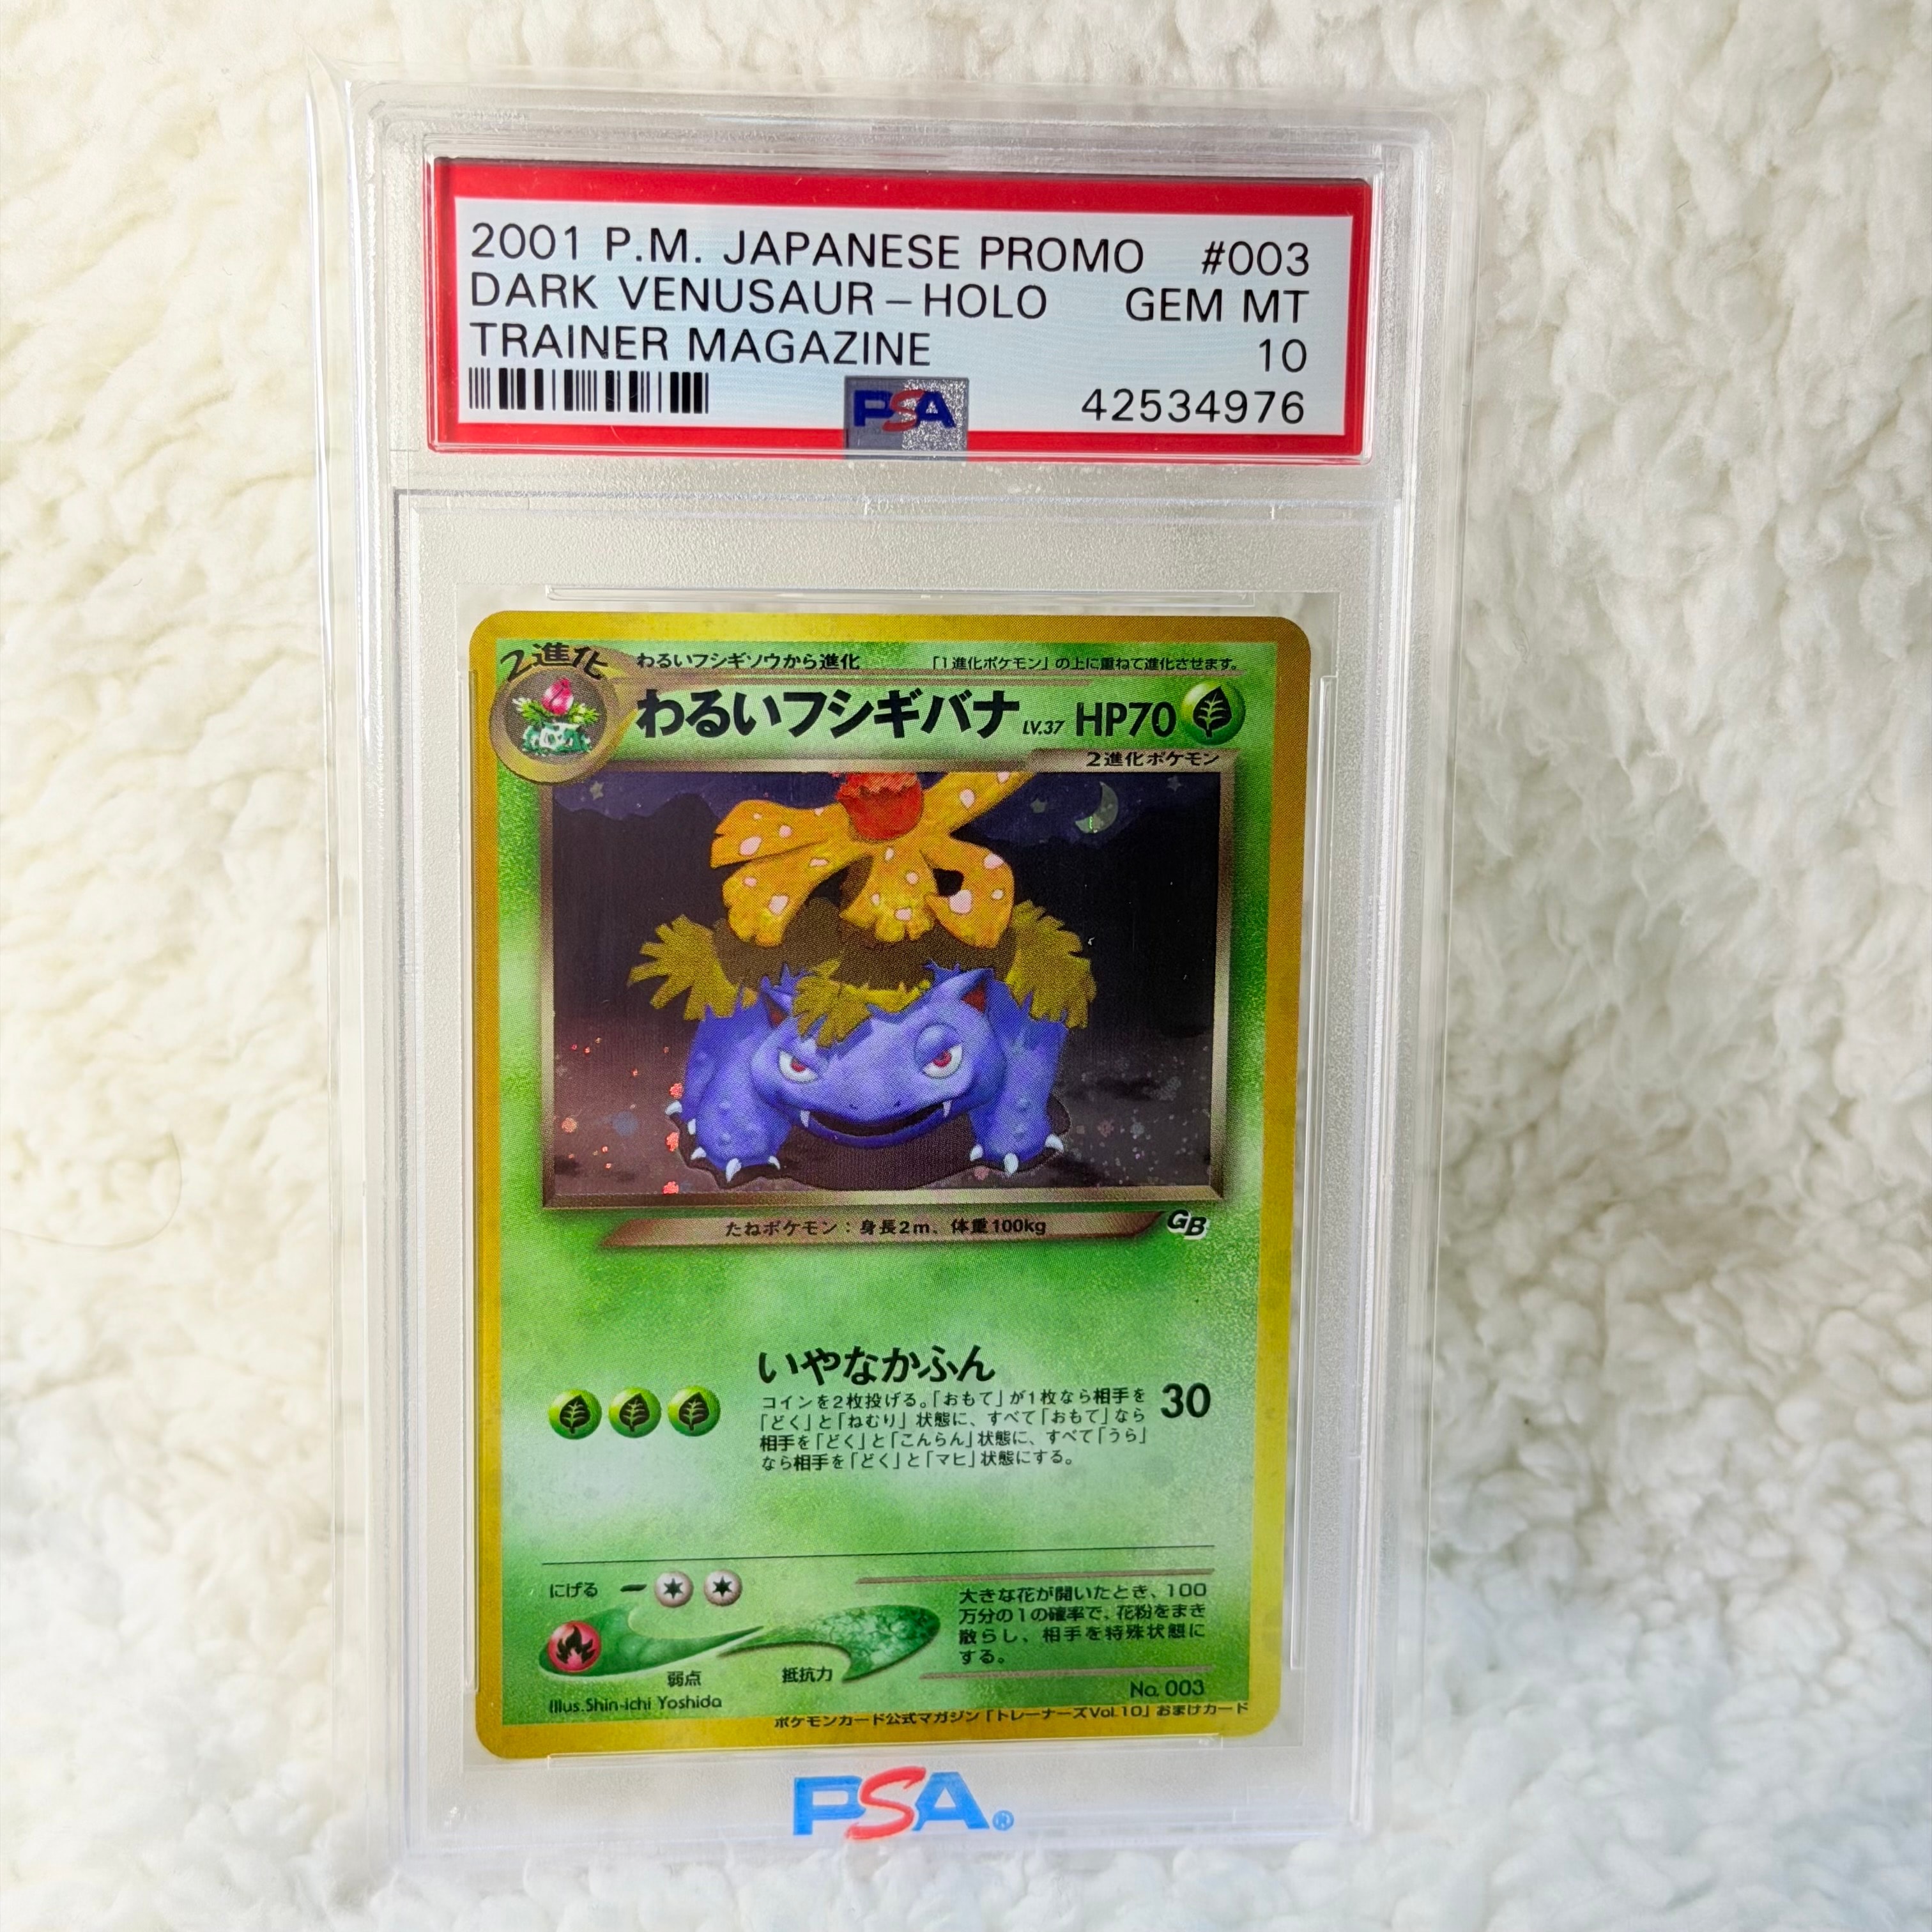 2001 P.M. JAPANESE PROMO #003
DARK VENUSAUR - HOLO GEM MT
TRAINER MAGAZINE 10
PSA 42534976
2進化 わるいフシギソウから進化 「1進化ポケモン」の上に重ねて進化させます。
わるいフシギバナ LV.37 HP70
2進化ポケモン
たねポケモン：身長2m、体重100kg GB
いやなかふん
コインを2枚投げる。「おもて」が1枚なら相手を 30
「どく」と「ねむり」状態に、すべて「おもて」なら
相手を「どく」と「こんらん」状態に、すべて「うら」
なら相手を「どく」と「マヒ」状態にする。
にげる
大きな花が開いたとき、100
万分の1の確率で、花粉をまき
散らし、相手を特殊状態に
する。
弱点 抵抗力
No. 003
Illus. Shin-ichi Yoshida
ポケモンカード公式マガジン「トレーナーズVol.10」おまけカード
PSA®